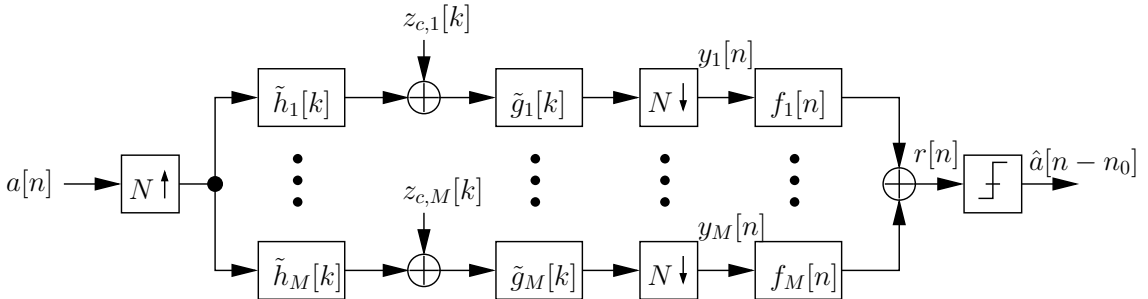 z_{c,1}[k]
y_1[n]
h̃_1[k]
g̃_1[k]
N↓
f_1[n]
a[n]
N↑
r[n]
â[n − n_0]
z_{c,M}[k]
y_M[n]
h̃_M[k]
g̃_M[k]
N↓
f_M[n]